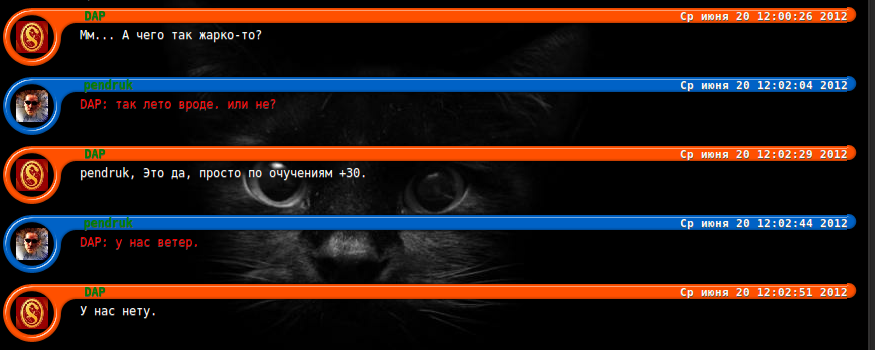 DAP Ср июня 20 12:00:26 2012
Мм... А чего так жарко-то?
pendruk Ср июня 20 12:02:04 2012
DAP: так лето вроде. или не?
DAP Ср июня 20 12:02:29 2012
pendruk, Это да, просто по очучениям +30.
pendruk Ср июня 20 12:02:44 2012
DAP: у нас ветер.
DAP Ср июня 20 12:02:51 2012
У нас нету.